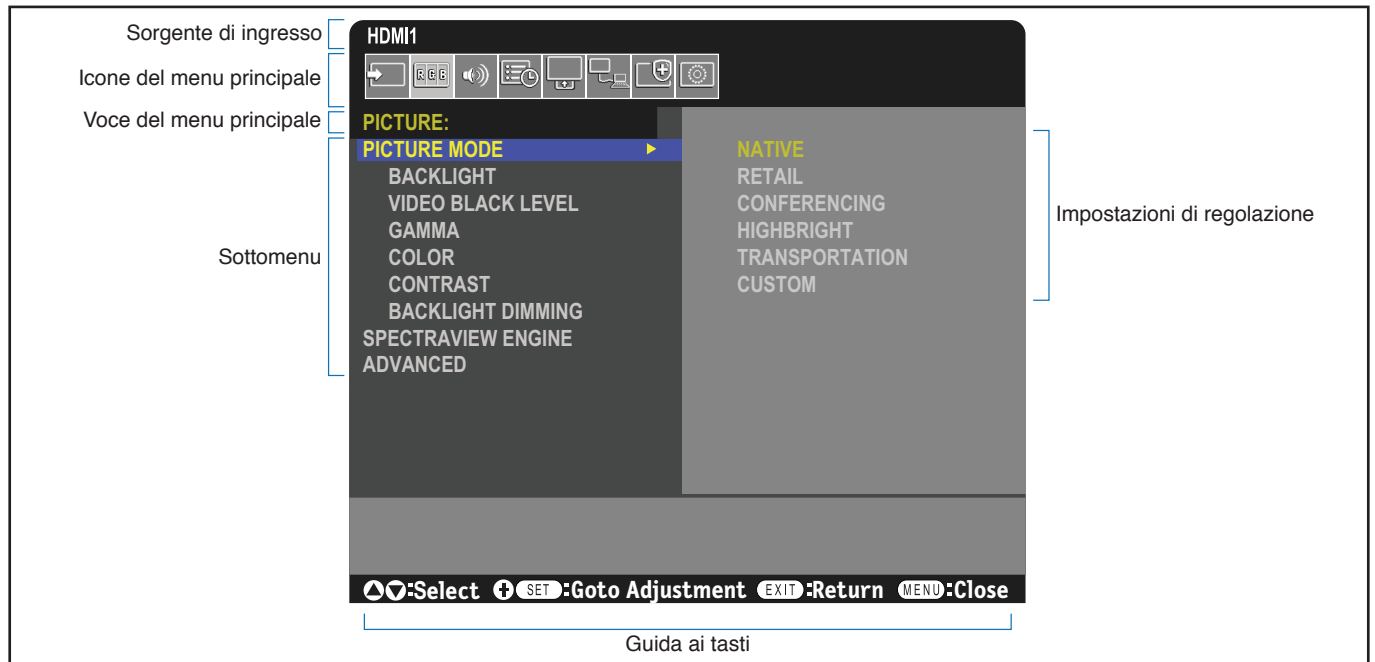 Sorgente di ingresso
HDMI1
Icone del menu principale
RGB
Voce del menu principale
PICTURE:
Sottomenu
PICTURE MODE
BACKLIGHT
VIDEO BLACK LEVEL
GAMMA
COLOR
CONTRAST
BACKLIGHT DIMMING
SPECTRAVIEW ENGINE
ADVANCED
NATIVE
RETAIL
CONFERENCING
HIGHBRIGHT
TRANSPORTATION
CUSTOM
Impostazioni di regolazione
:Select SET:Goto Adjustment EXIT:Return MENU:Close
Guida ai tasti